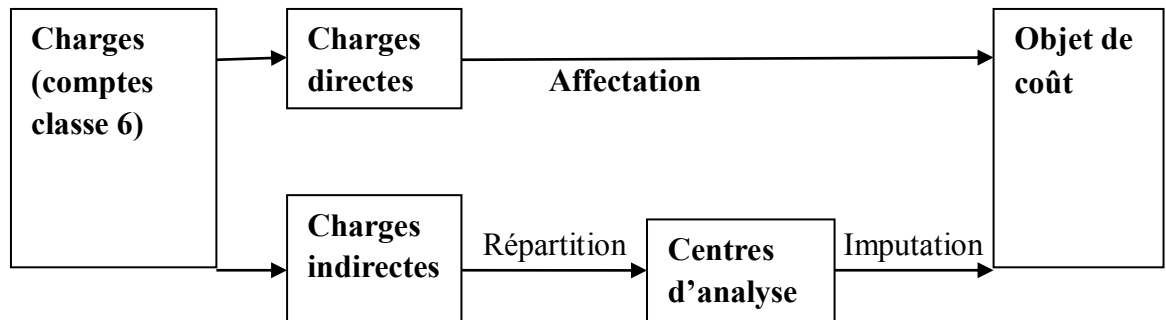 Charges
(comptes
classe 6)
Charges
directes
Affectation
Objet de
coût
Charges
indirectes
Répartition
Centres
d’analyse
Imputation